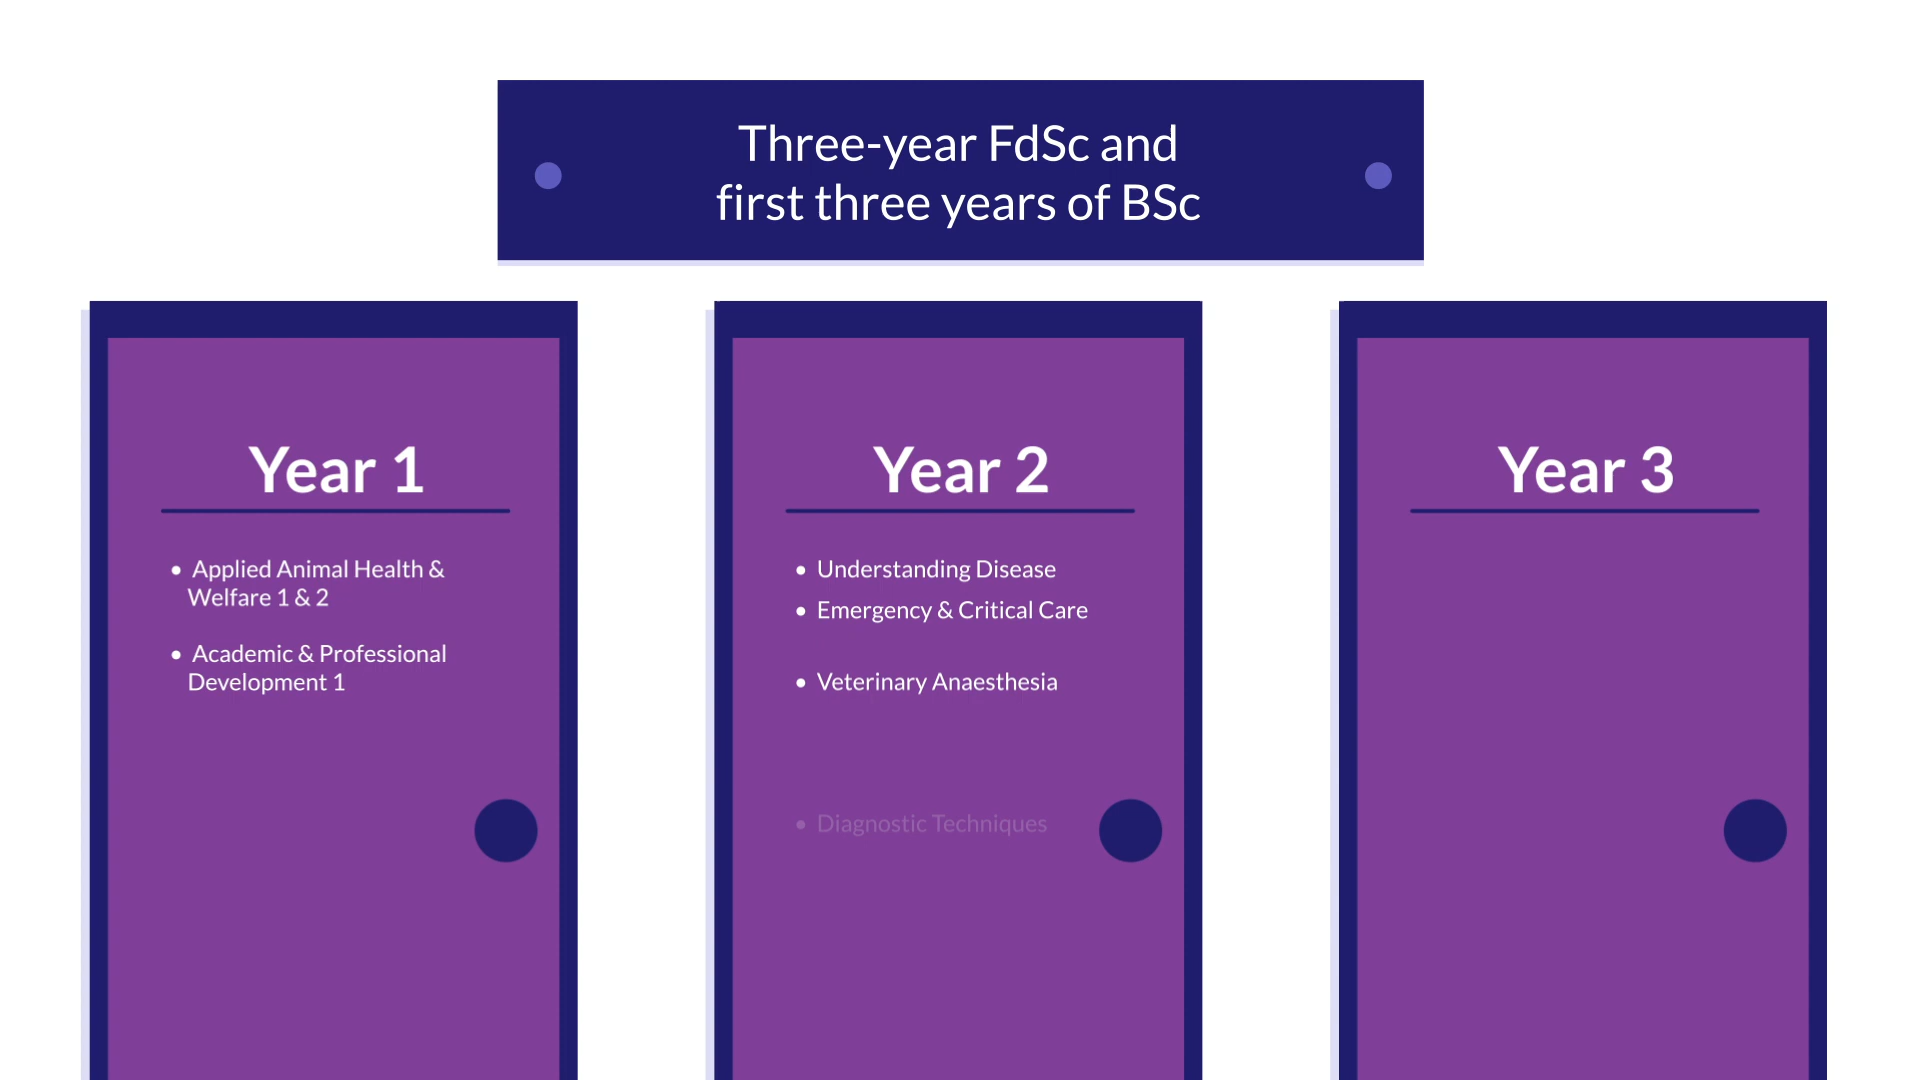 Three-year FdSc and
first three years of BSc
Year 1
• Applied Animal Health &
Welfare 1 & 2
• Academic & Professional
Development 1
Year 2
• Understanding Disease
• Emergency & Critical Care
• Veterinary Anaesthesia
• Diagnostic Techniques
Year 3